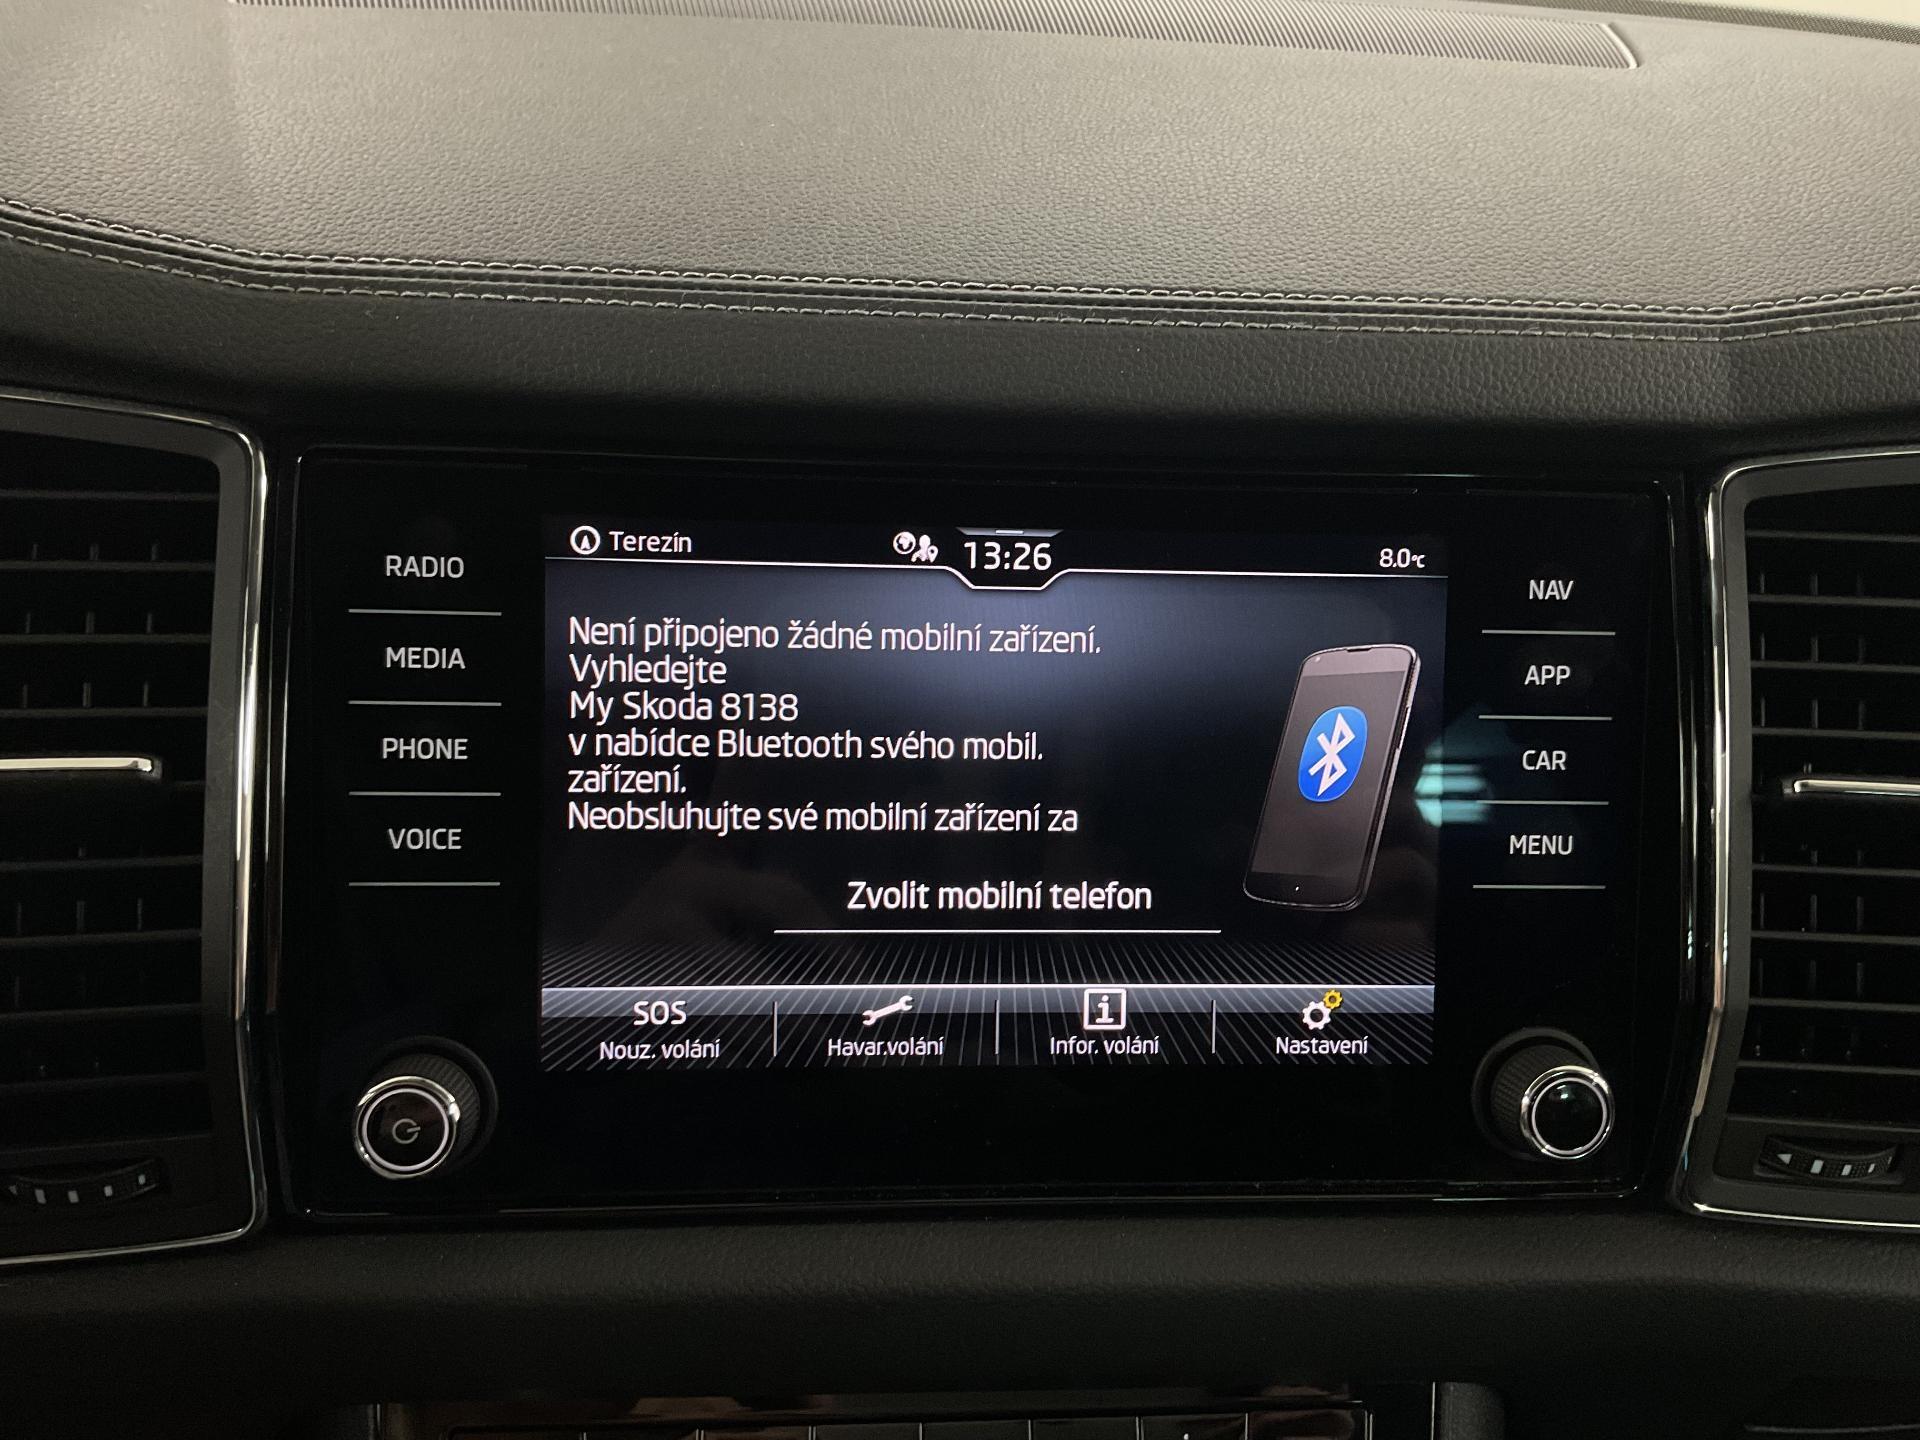 Terezín
13:26
8.0°C
RADIO
MEDIA
PHONE
VOICE
Není připojeno žádné mobilní zařízení.
Vyhledejte
My Skoda 8138
v nabídce Bluetooth svého mobil.
zařízení.
Neobsluhujte své mobilní zařízení za
Zvolit mobilní telefon
SOS
Nouz. volání
Havar.volání
i
Infor. volání
Nastavení
NAV
APP
CAR
MENU